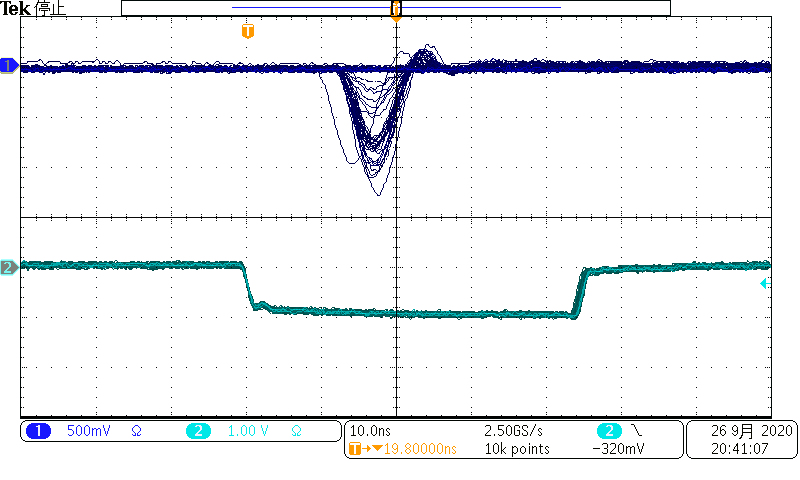 Tek 停止
T
1
2
1 500mV Ω 2 1.00 V Ω
10.0ns 2.50GS/s 2
T→▼19.80000ns 10k points −320mV
26 9月 2020
20:41:07